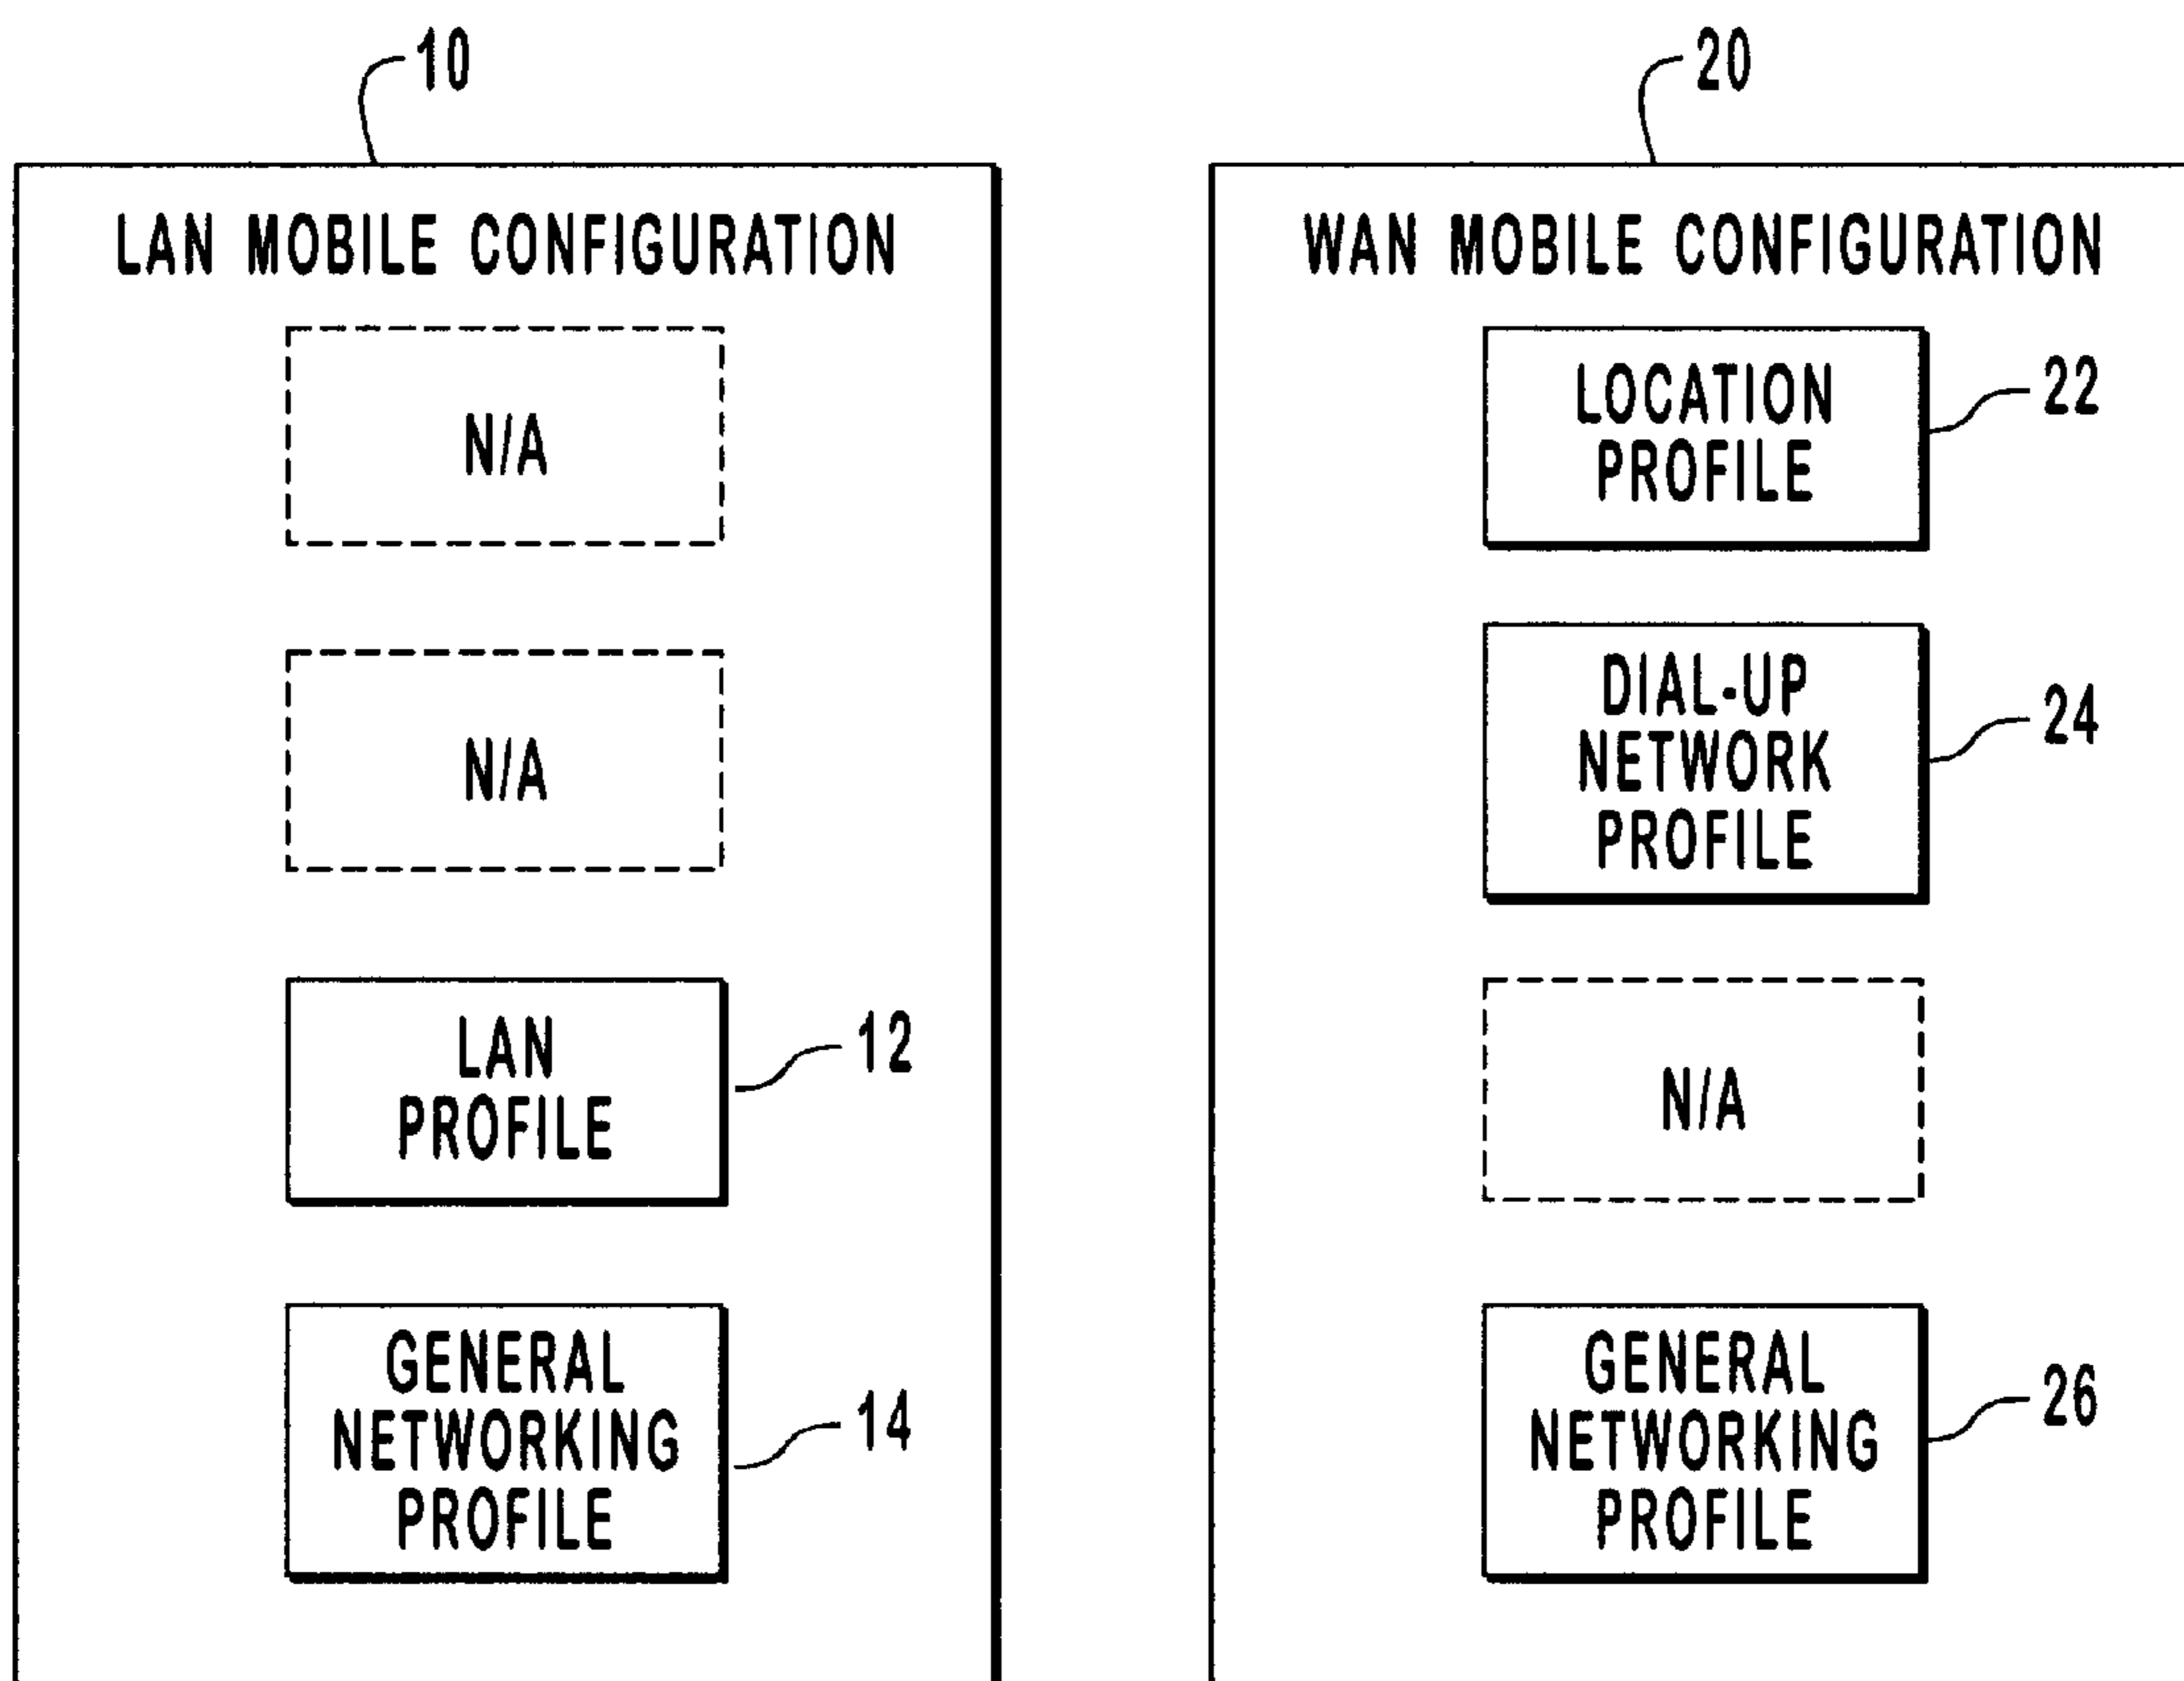 10
LAN MOBILE CONFIGURATION
N/A
N/A
LAN
PROFILE
12
GENERAL
NETWORKING
PROFILE
14
20
WAN MOBILE CONFIGURATION
LOCATION
PROFILE
22
DIAL-UP
NETWORK
PROFILE
24
N/A
GENERAL
NETWORKING
PROFILE
26